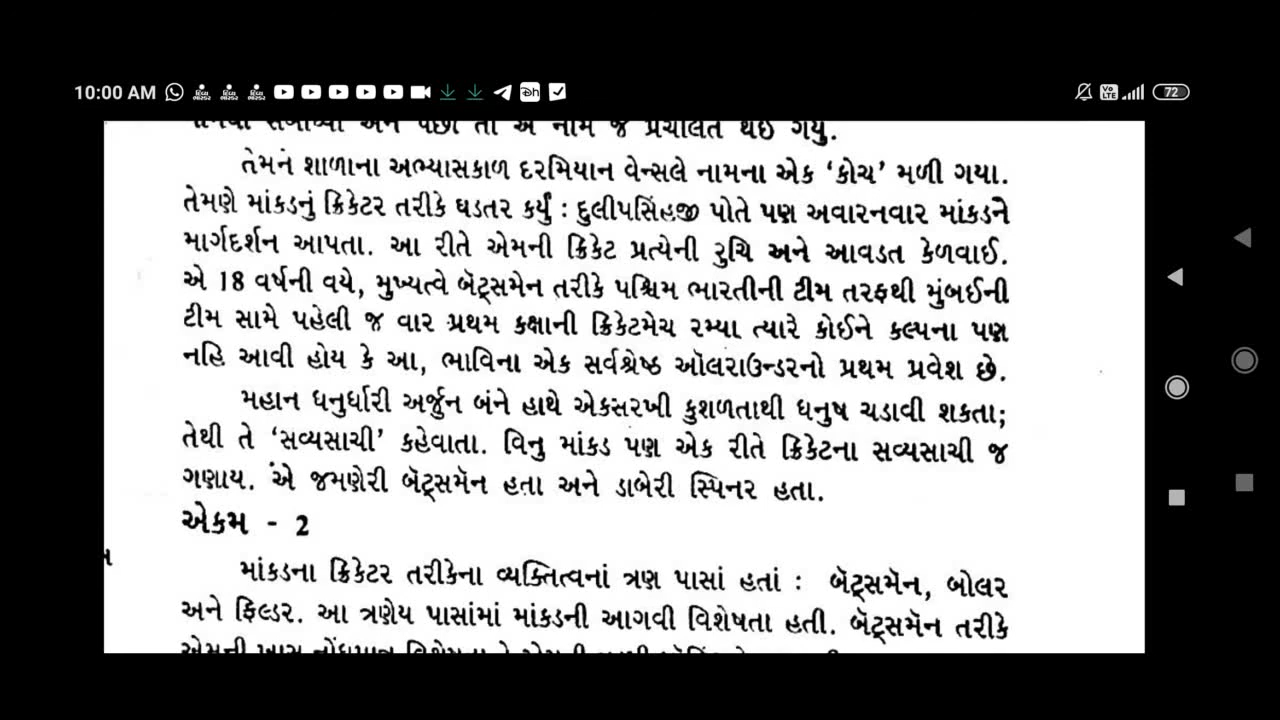 10:00 AM
72
નામ જ પ્રચલિત થઈ ગયું.
તેમને શાળાના અભ્યાસકાળ દરમિયાન વેન્સલે નામના એક ‘કોચ’ મળી ગયા.
તેમણે માંકડનું ક્રિકેટર તરીકે ઘડતર કર્યું : દુલીપસિંહજી પોતે પણ અવારનવાર માંકડને
માર્ગદર્શન આપતા. આ રીતે એમની ક્રિકેટ પ્રત્યેની રુચિ અને આવડત કેળવાઈ.
એ 18 વર્ષની વયે, મુખ્યત્વે બૅટ્સમેન તરીકે પશ્ચિમ ભારતીની ટીમ તરફથી મુંબઈની
ટીમ સામે પહેલી જ વાર પ્રથમ કક્ષાની ક્રિકેટમેચ રમ્યા ત્યારે કોઈને કલ્પના પણ
નહિ આવી હોય કે આ, ભાવિના એક સર્વશ્રેષ્ઠ ઑલરાઉન્ડરનો પ્રથમ પ્રવેશ છે.
મહાન ધનુર્ધારી અર્જુન બંને હાથે એકસરખી કુશળતાથી ધનુષ ચડાવી શકતા;
તેથી તે ‘સવ્યસાચી’ કહેવાતા. વિનુ માંકડ પણ એક રીતે ક્રિકેટના સવ્યસાચી જ
ગણાય. એ જમણેરી બૅટ્સમૅન હતા અને ડાબેરી સ્પિનર હતા.
એકમ - 2
માંકડના ક્રિકેટર તરીકેના વ્યક્તિત્વનાં ત્રણ પાસાં હતાં : બૅટ્સમૅન, બોલર
અને ફિલ્ડર. આ ત્રણેય પાસાંમાં માંકડની આગવી વિશેષતા હતી. બૅટ્સમૅન તરીકે